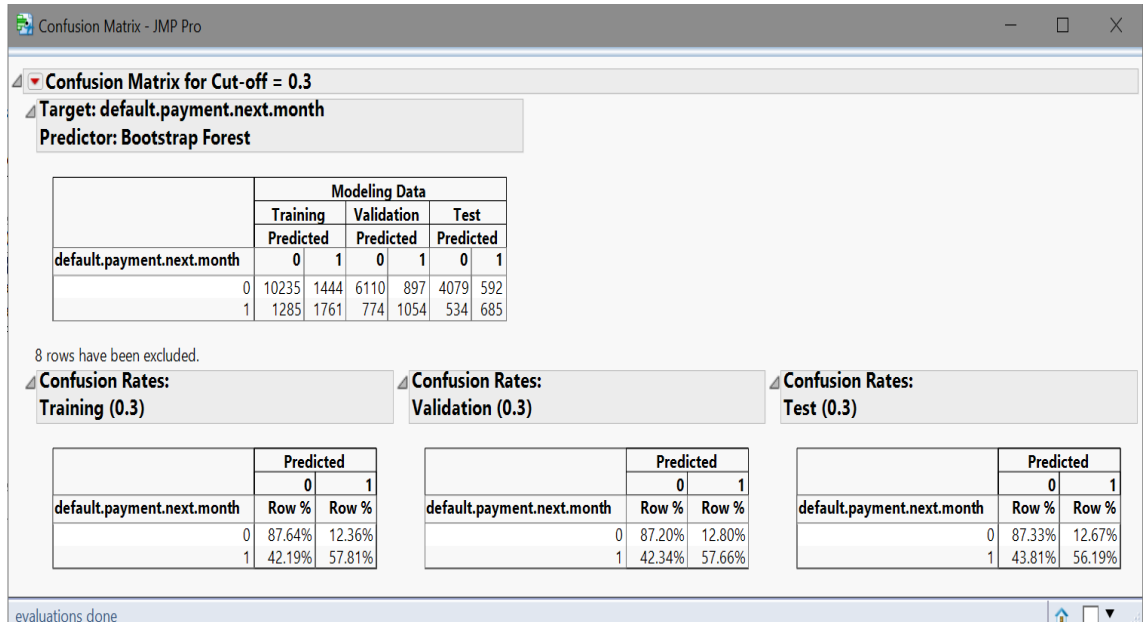 Confusion Matrix - JMP Pro
Confusion Matrix for Cut-off = 0.3
Target: default.payment.next.month
Predictor: Bootstrap Forest
Modeling Data
Training Validation Test
Predicted Predicted Predicted
default.payment.next.month 0 1 0 1 0 1
0 10235 1444 6110 897 4079 592
1 1285 1761 774 1054 534 685
8 rows have been excluded.
Confusion Rates: Confusion Rates: Confusion Rates:
Training (0.3) Validation (0.3) Test (0.3)
Predicted Predicted Predicted
0 1 0 1 0 1
default.payment.next.month Row % Row % default.payment.next.month Row % Row % default.payment.next.month Row % Row %
0 87.64% 12.36% 0 87.20% 12.80% 0 87.33% 12.67%
1 42.19% 57.81% 1 42.34% 57.66% 1 43.81% 56.19%
evaluations done